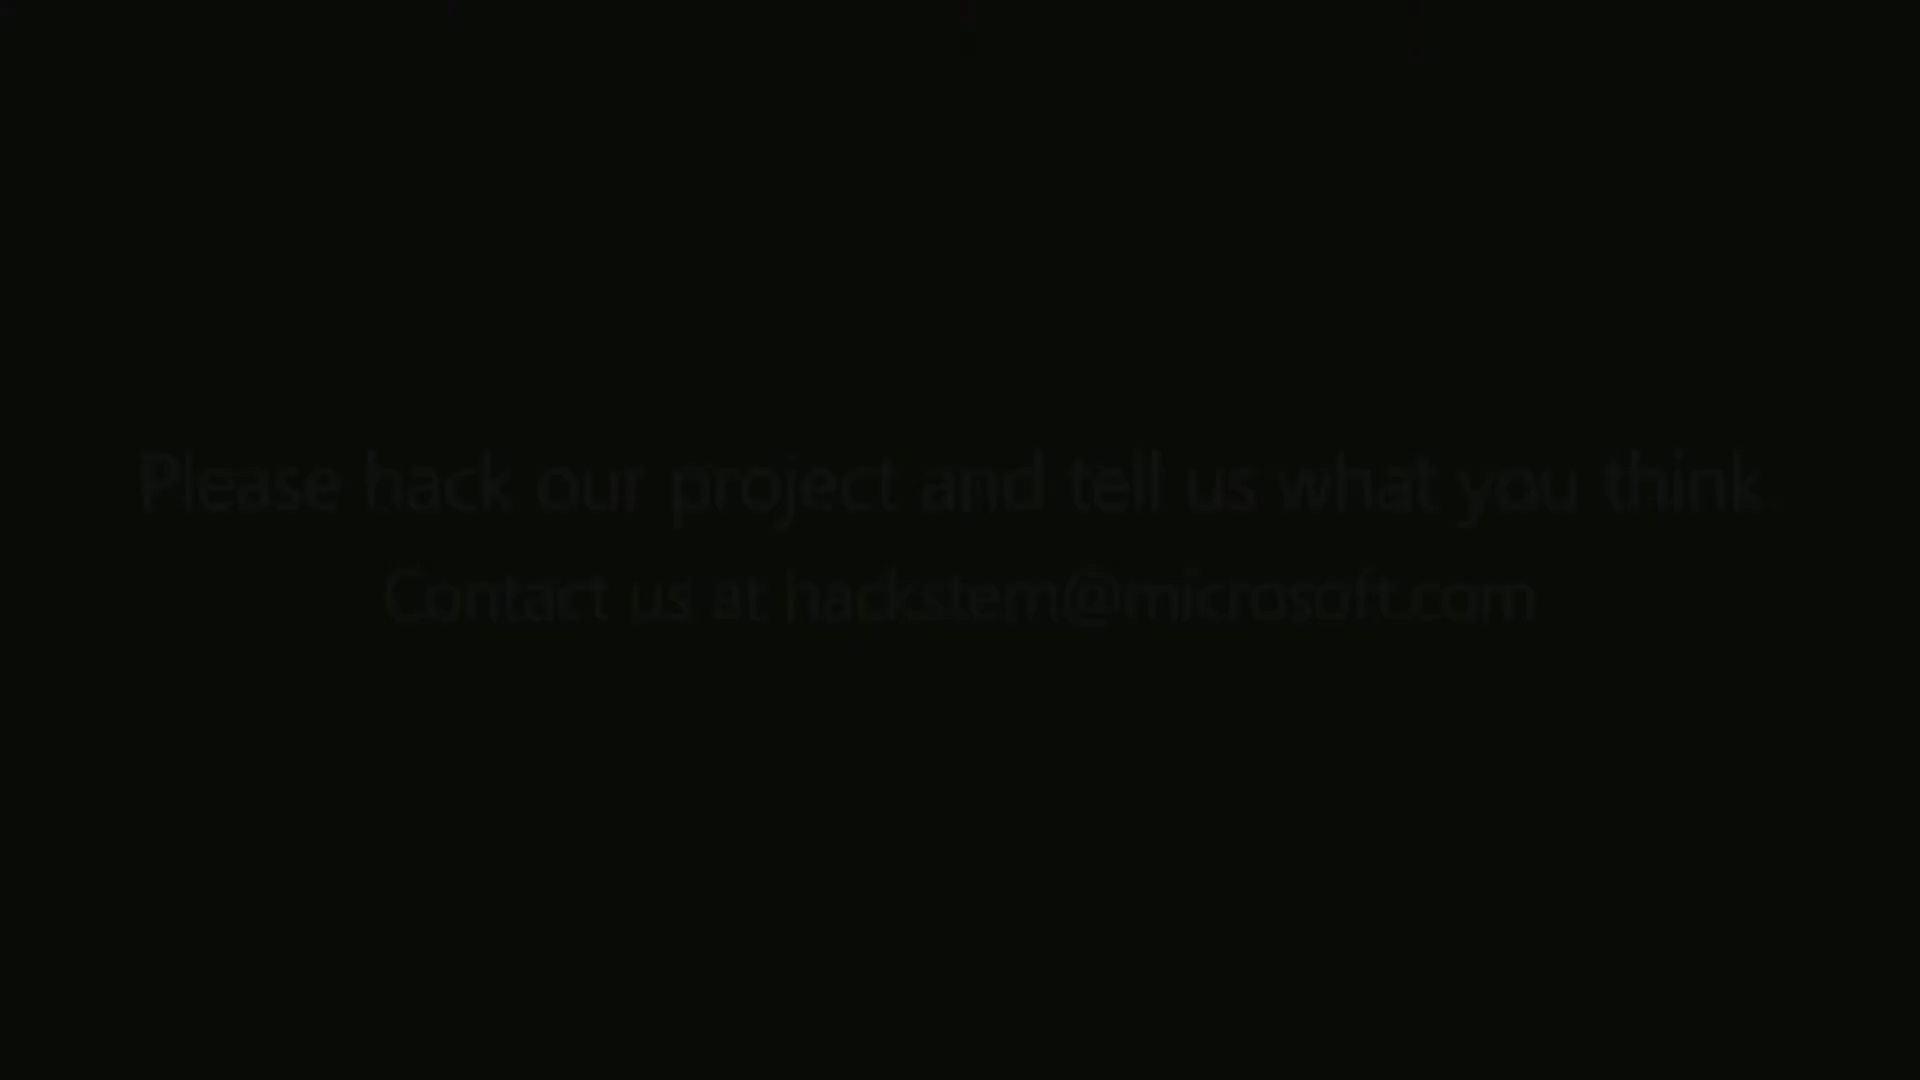 Please hack our project and tell us what you think.
Contact us at hackstem@microsoft.com